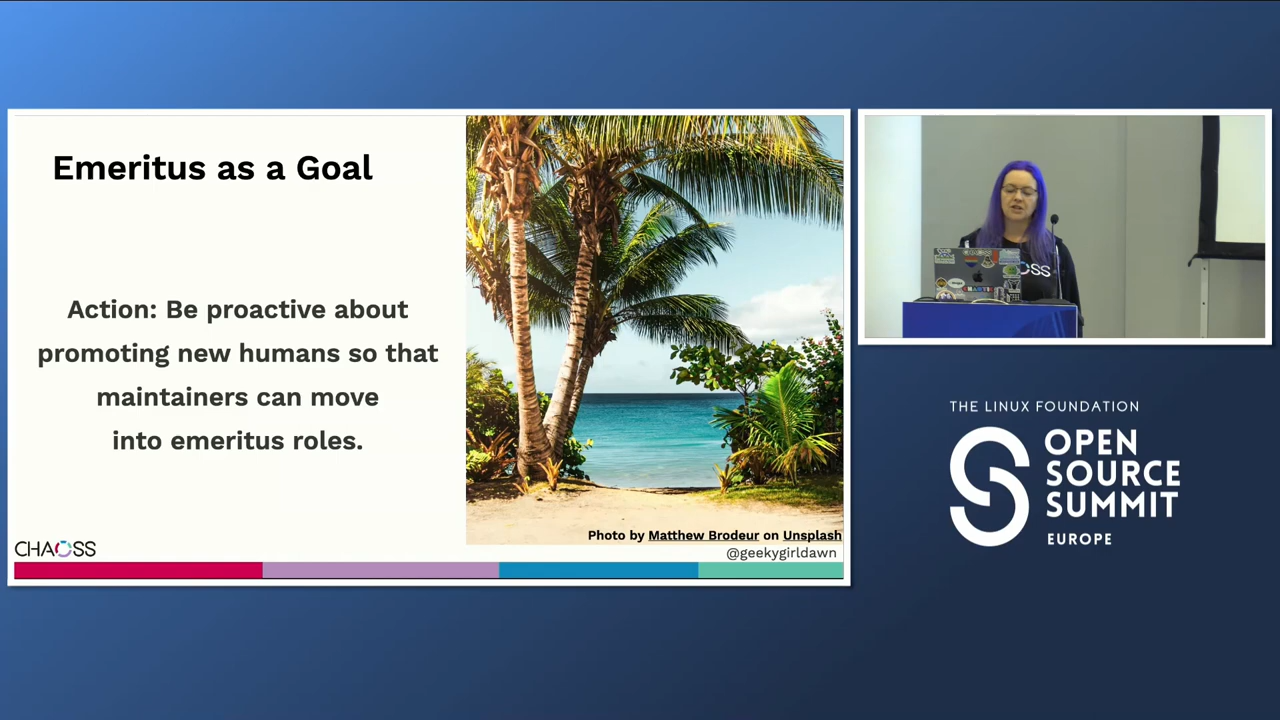 Emeritus as a Goal
Action: Be proactive about
promoting new humans so that
maintainers can move
into emeritus roles.
Photo by Matthew Brodeur on Unsplash
@geekygirldawn
CHAOSS
THE LINUX FOUNDATION
OPEN
SOURCE
SUMMIT
EUROPE